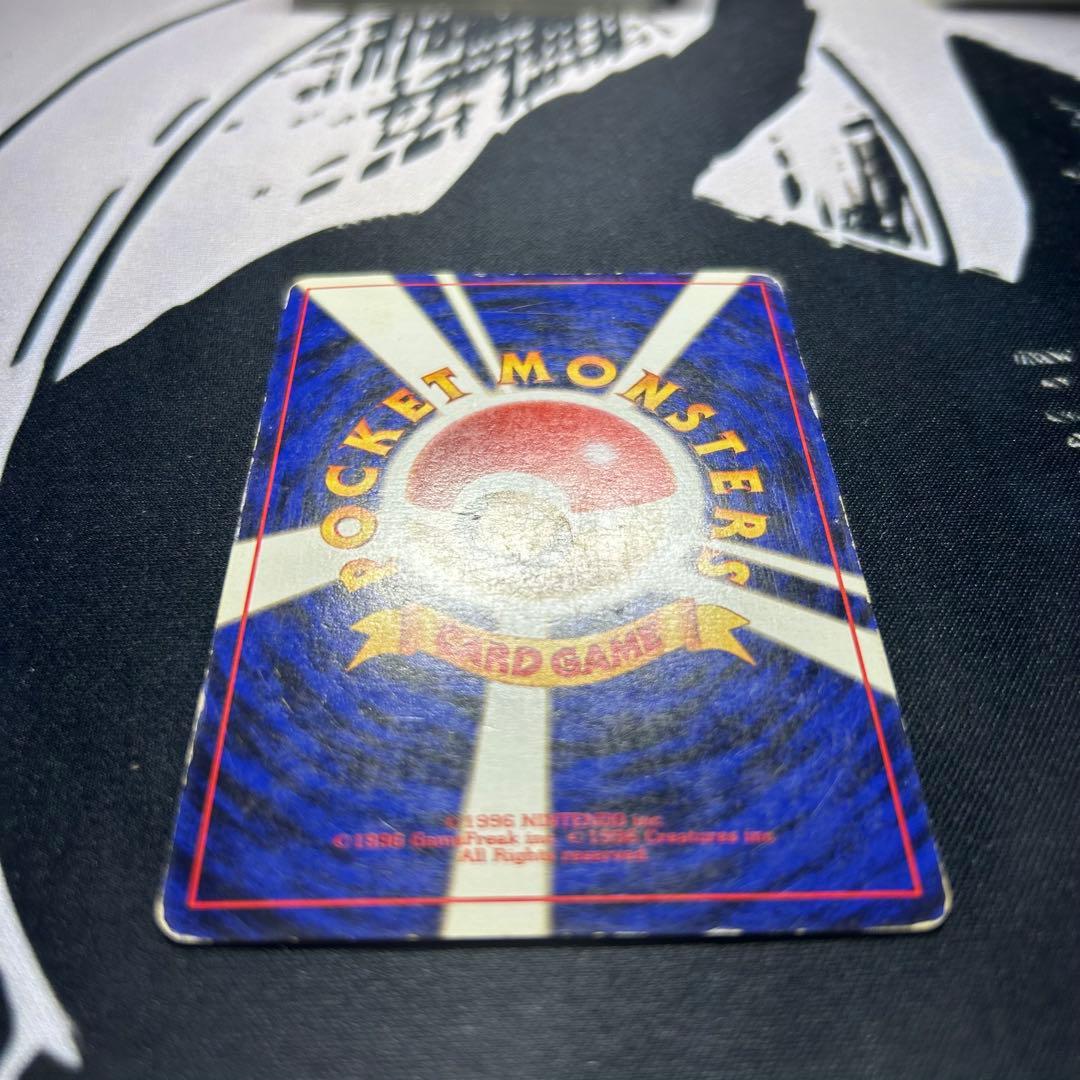 POCKET MONSTERS
CARD GAME
©1996 NINTENDO inc.
©1996 GameFreak inc. ©1996 Creatures inc.
All Rights reserved.